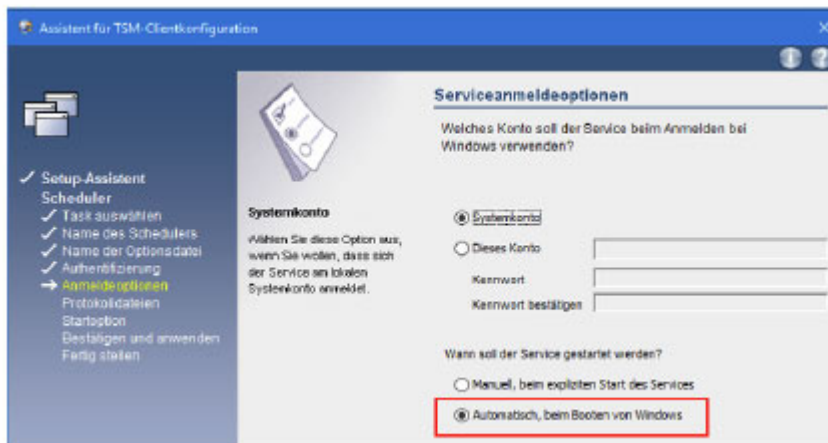 Assistent für TSM-Clientkonfiguration
Setup-Assistent
Scheduler
Task auswählen
Name des Schedulers
Name der Optionsdatei
Authentifizierung
Anmeldeoptionen
Protokolldateien
Startoption
Bestätigen und anwenden
Fertig stellen
Systemkonto
Wählen Sie diese Option aus,
wenn Sie wollen, dass sich
der Service am lokalen
Systemkonto anmeldet.
Serviceanmeldeoptionen
Welches Konto soll der Service beim Anmelden bei
Windows verwenden?
Systemkonto
Dieses Konto
Kennwort
Kennwort bestätigen
Wann soll der Service gestartet werden?
Manuell, beim expliziten Start des Services
Automatisch, beim Booten von Windows